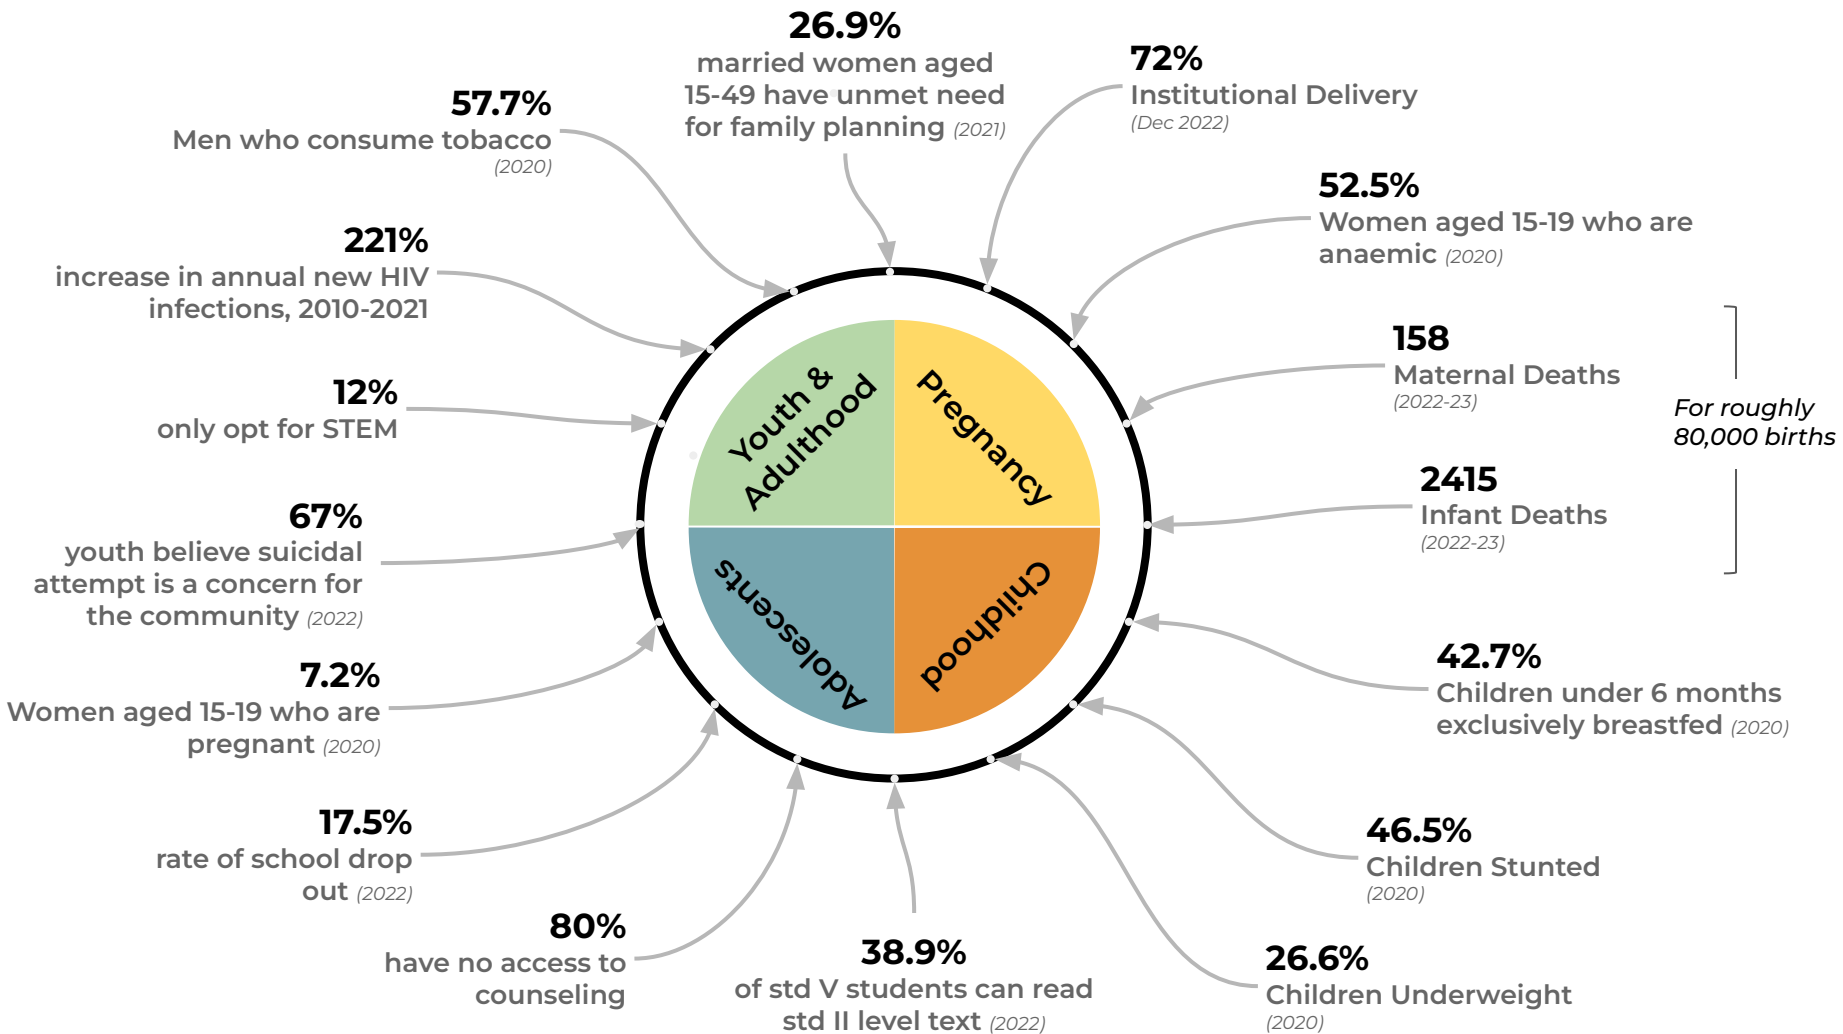 26.9%
married women aged
15-49 have unmet need
for family planning (2021)
72%
Institutional Delivery
(Dec 2022)
52.5%
Women aged 15-19 who are
anaemic (2020)
158
Maternal Deaths
(2022-23)
For roughly
80,000 births
2415
Infant Deaths
(2022-23)
42.7%
Children under 6 months
exclusively breastfed (2020)
46.5%
Children Stunted
(2020)
26.6%
Children Underweight
(2020)
38.9%
of std V students can read
std II level text (2022)
80%
have no access to
counseling
17.5%
rate of school drop
out (2022)
7.2%
Women aged 15-19 who are
pregnant (2020)
67%
youth believe suicidal
attempt is a concern for
the community (2022)
12%
only opt for STEM
221%
increase in annual new HIV
infections, 2010-2021
57.7%
Men who consume tobacco
(2020)
Youth &
Adulthood
Pregnancy
Childhood
Adolescents